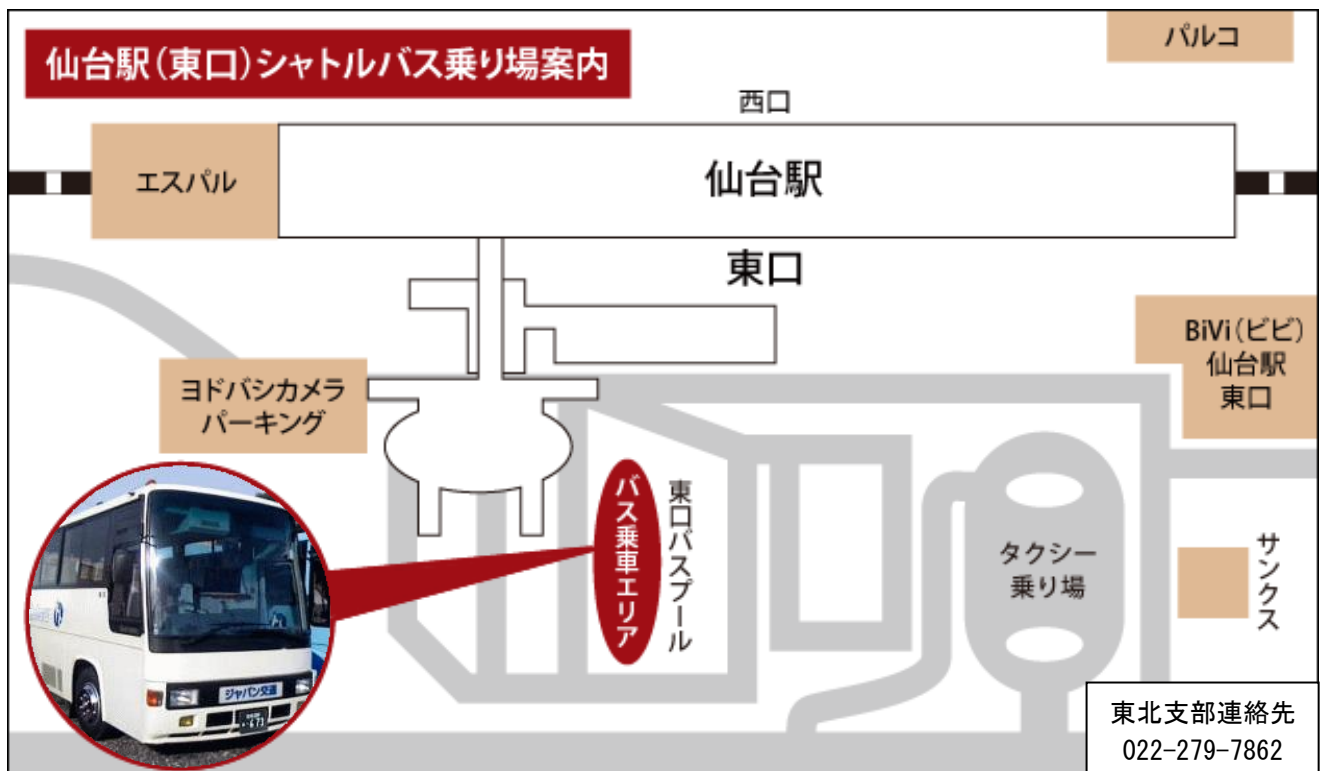 仙台駅（東口）シャトルバス乗り場案内
パルコ
西口
エスパル
仙台駅
東口
BiVi（ビビ）
仙台駅
東口
ヨドバシカメラ
パーキング
バス乗車エリア
東口バスプール
タクシー
乗り場
サンクス
ジャパン交通
東北支部連絡先
022-279-7862